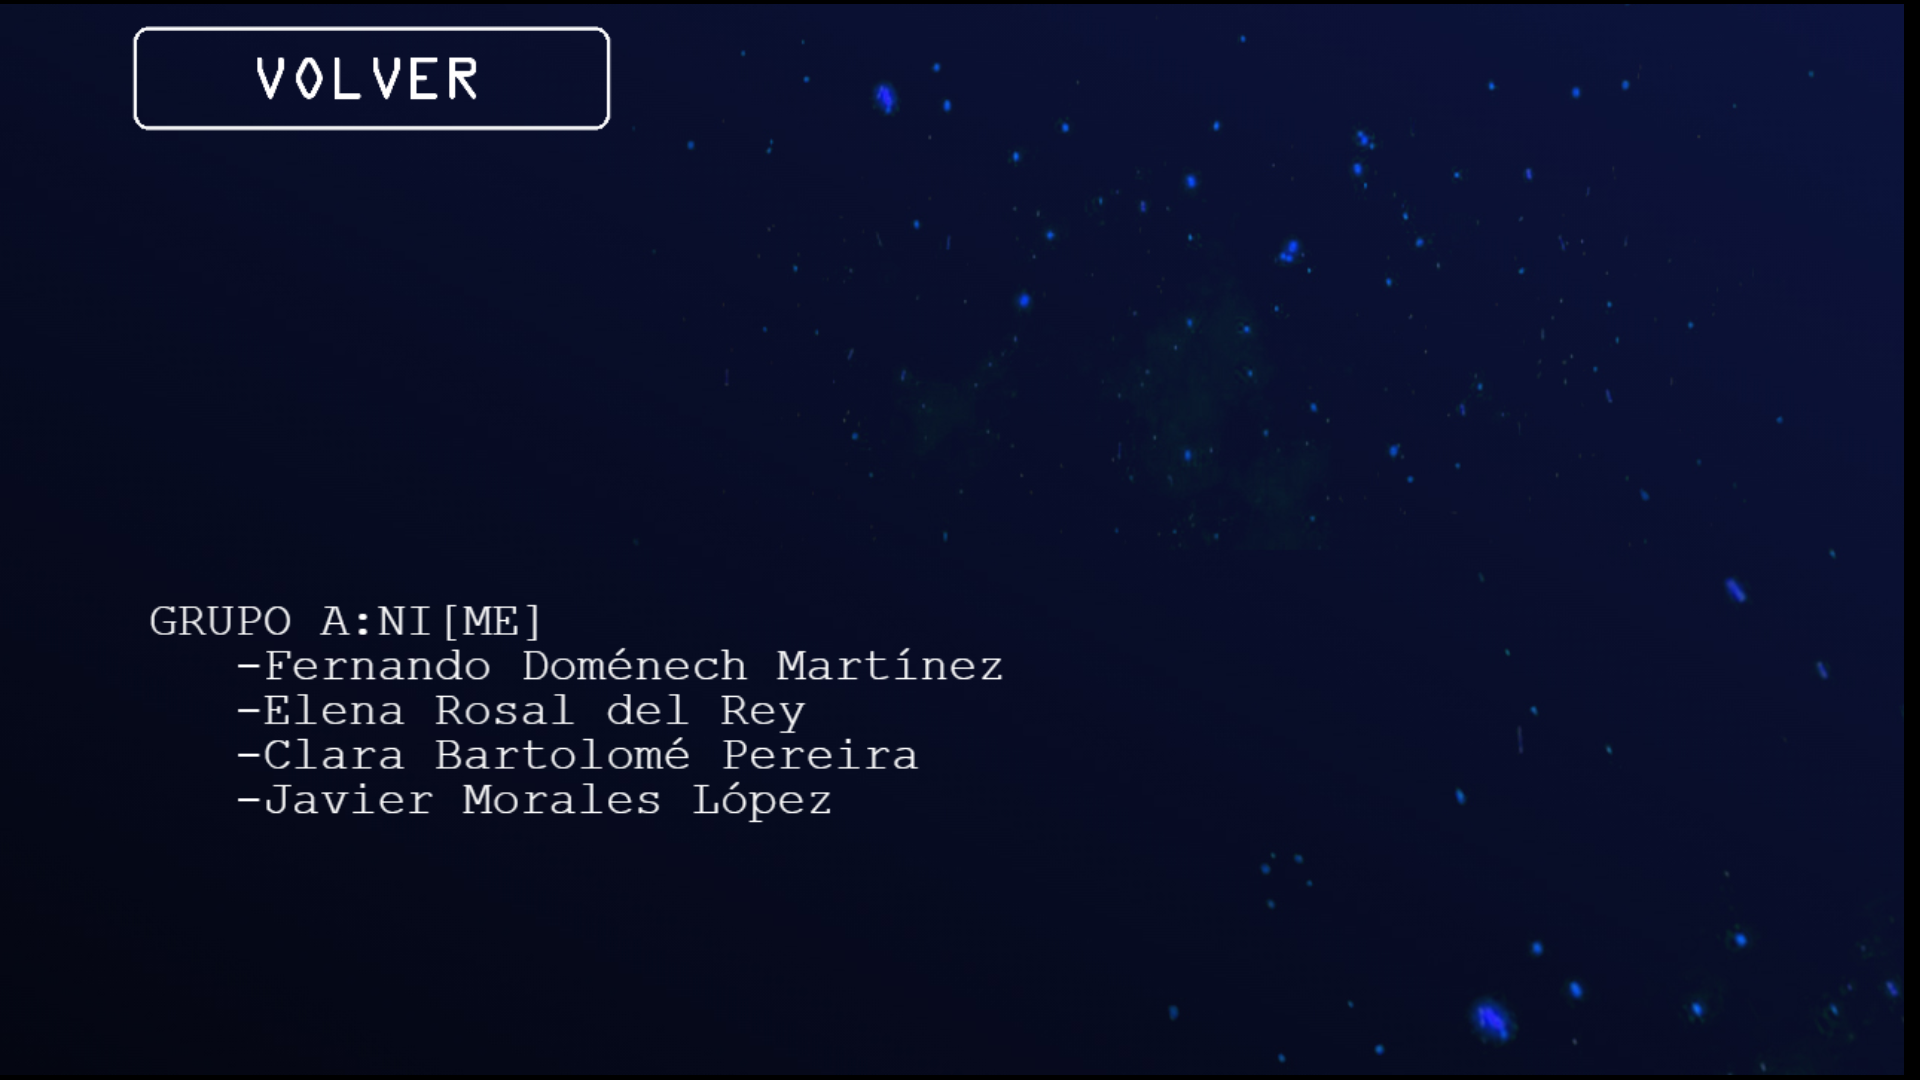 VOLVER
GRUPO A:NI[ME]
-Fernando Doménech Martínez
-Elena Rosal del Rey
-Clara Bartolomé Pereira
-Javier Morales López